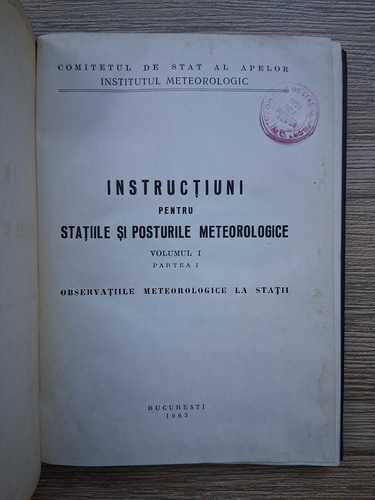 COMITETUL DE STAT AL APELOR
INSTITUTUL METEOROLOGIC
INSTRUCȚIUNI
PENTRU
STAȚIILE ȘI POSTURILE METEOROLOGICE
VOLUMUL I
PARTEA I
OBSERVAȚIILE METEOROLOGICE LA STAȚII
BUCUREȘTI
1963